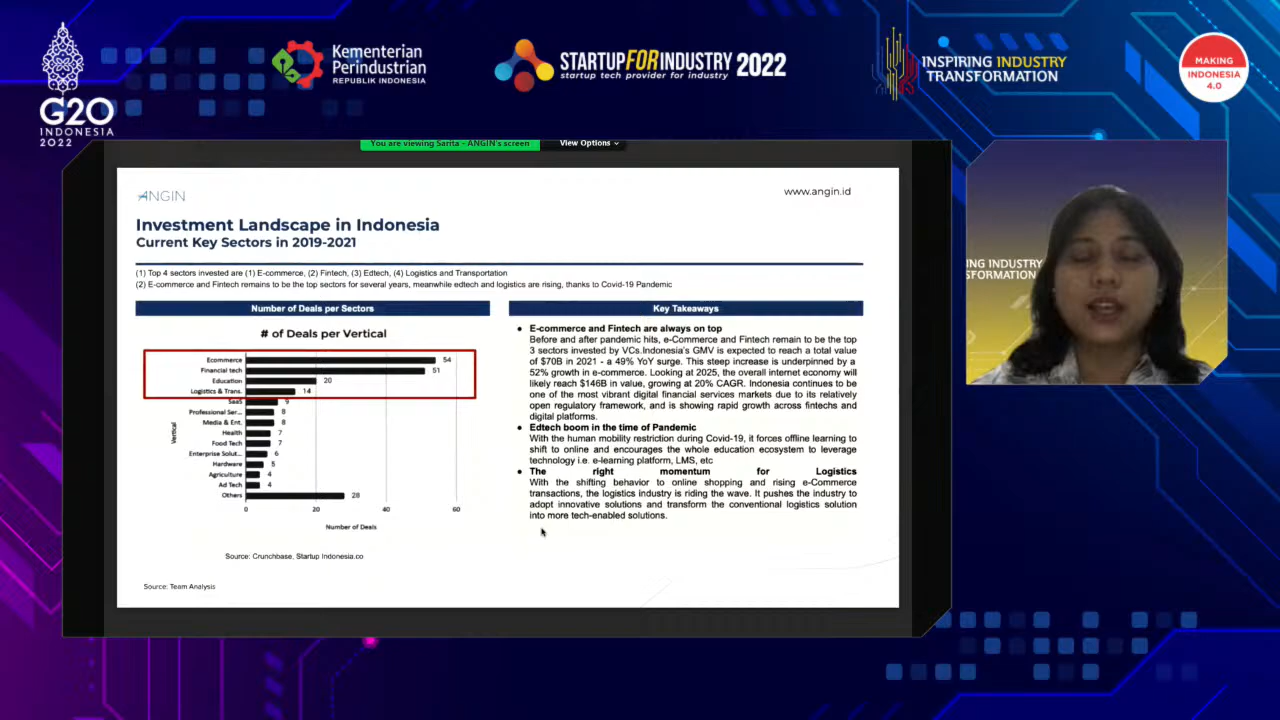 G20
INDONESIA
2022
Kementerian
Perindustrian
REPUBLIK INDONESIA
STARTUP FOR INDUSTRY 2022
startup tech provider for industry
INSPIRING INDUSTRY
TRANSFORMATION
MAKING
INDONESIA
4.0
You are viewing Sarita - ANGIN's screen
View Options
ANGIN
www.angin.id
Investment Landscape in Indonesia
Current Key Sectors in 2019-2021
(1) Top 4 sectors invested are (1) E-commerce, (2) Fintech, (3) Edtech, (4) Logistics and Transportation
(2) E-commerce and Fintech remains to be the top sectors for several years, meanwhile edtech and logistics are rising, thanks to Covid-19 Pandemic
Number of Deals per Sectors
# of Deals per Vertical
Ecommerce 54
Financial tech 51
Education 20
Logistics & Trans. 14
SaaS 9
Professional Ser... 8
Media & Ent. 8
Health 7
Food Tech 7
Enterprise Solut... 6
Hardware 5
Agriculture 4
Ad Tech 4
Others 28
Vertical
0 20 40 60
Number of Deals
Source: Crunchbase, Startup Indonesia.co
Source: Team Analysis
Key Takeaways
• E-commerce and Fintech are always on top
Before and after pandemic hits, e-Commerce and Fintech remain to be the top
3 sectors invested by VCs.Indonesia's GMV is expected to reach a total value
of $70B in 2021 - a 49% YoY surge. This steep increase is underpinned by a
52% growth in e-commerce. Looking at 2025, the overall internet economy will
likely reach $146B in value, growing at 20% CAGR. Indonesia continues to be
one of the most vibrant digital financial services markets due to its relatively
open regulatory framework, and is showing rapid growth across fintechs and
digital platforms.
• Edtech boom in the time of Pandemic
With the human mobility restriction during Covid-19, it forces offline learning to
shift to online and encourages the whole education ecosystem to leverage
technology i.e. e-learning platform, LMS, etc
• The right momentum for Logistics
With the shifting behavior to online shopping and rising e-Commerce
transactions, the logistics industry is riding the wave. It pushes the industry to
adopt innovative solutions and transform the conventional logistics solution
into more tech-enabled solutions.
NG INDUSTRY
SFORMATION